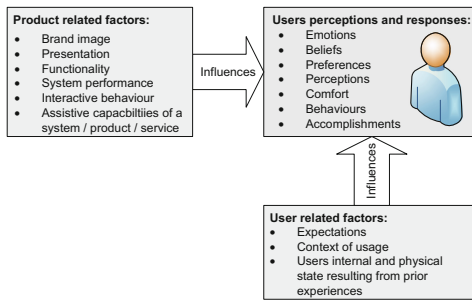 Product related factors:
• Brand image
• Presentation
• Functionality
• System performance
• Interactive behaviour
• Assistive capacbiltiies of a
system / product / service
Influences
Users perceptions and responses:
• Emotions
• Beliefs
• Preferences
• Perceptions
• Comfort
• Behaviours
• Accomplishments
Influences
User related factors:
• Expectations
• Context of usage
• Users internal and physical
state resulting from prior
experiences